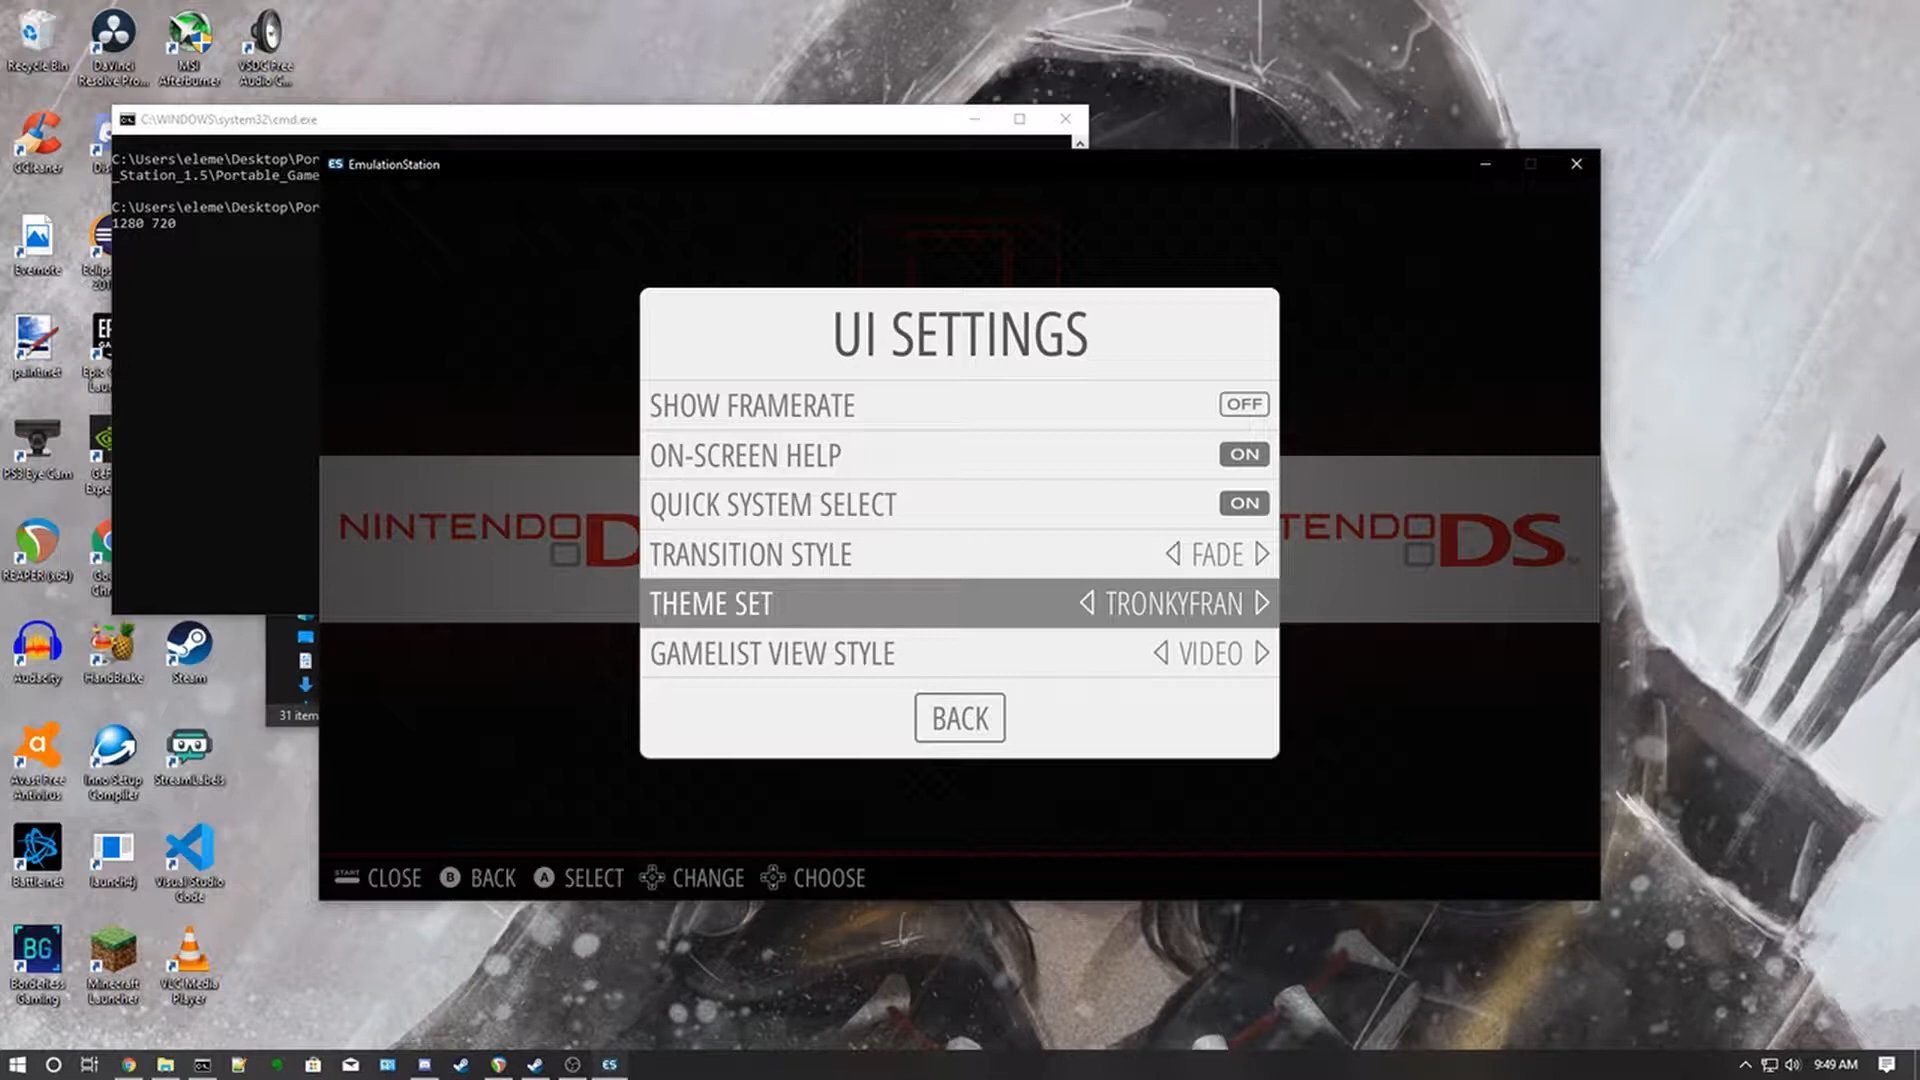 Recycle Bin
DaVinci
Resolve Pro...
MSI
Afterburner
VSDC Free
Audio C...
C:\WINDOWS\system32\cmd.exe
CCleaner
C:\Users\eleme\Desktop\Por
_Station_1.5\Portable_Game
C:\Users\eleme\Desktop\Por
1280 720
ES EmulationStation
UI SETTINGS
SHOW FRAMERATE OFF
ON-SCREEN HELP ON
QUICK SYSTEM SELECT ON
TRANSITION STYLE FADE
THEME SET TRONKYFRAN
GAMELIST VIEW STYLE VIDEO
BACK
NINTENDO D
TENDO DS
START CLOSE B BACK A SELECT CHANGE CHOOSE
Evernote
paint.net
PS3 Eye Cam
REAPER (x64)
Audacity
HandBrake
Steam
31 item
Avast Free
Antivirus
Inno Setup
Compiler
StreamLabels
Battle.net
launch4j
Visual Studio
Code
BG
Borderless
Gaming
Minecraft
Launcher
VLC Media
Player
ES
9:49 AM